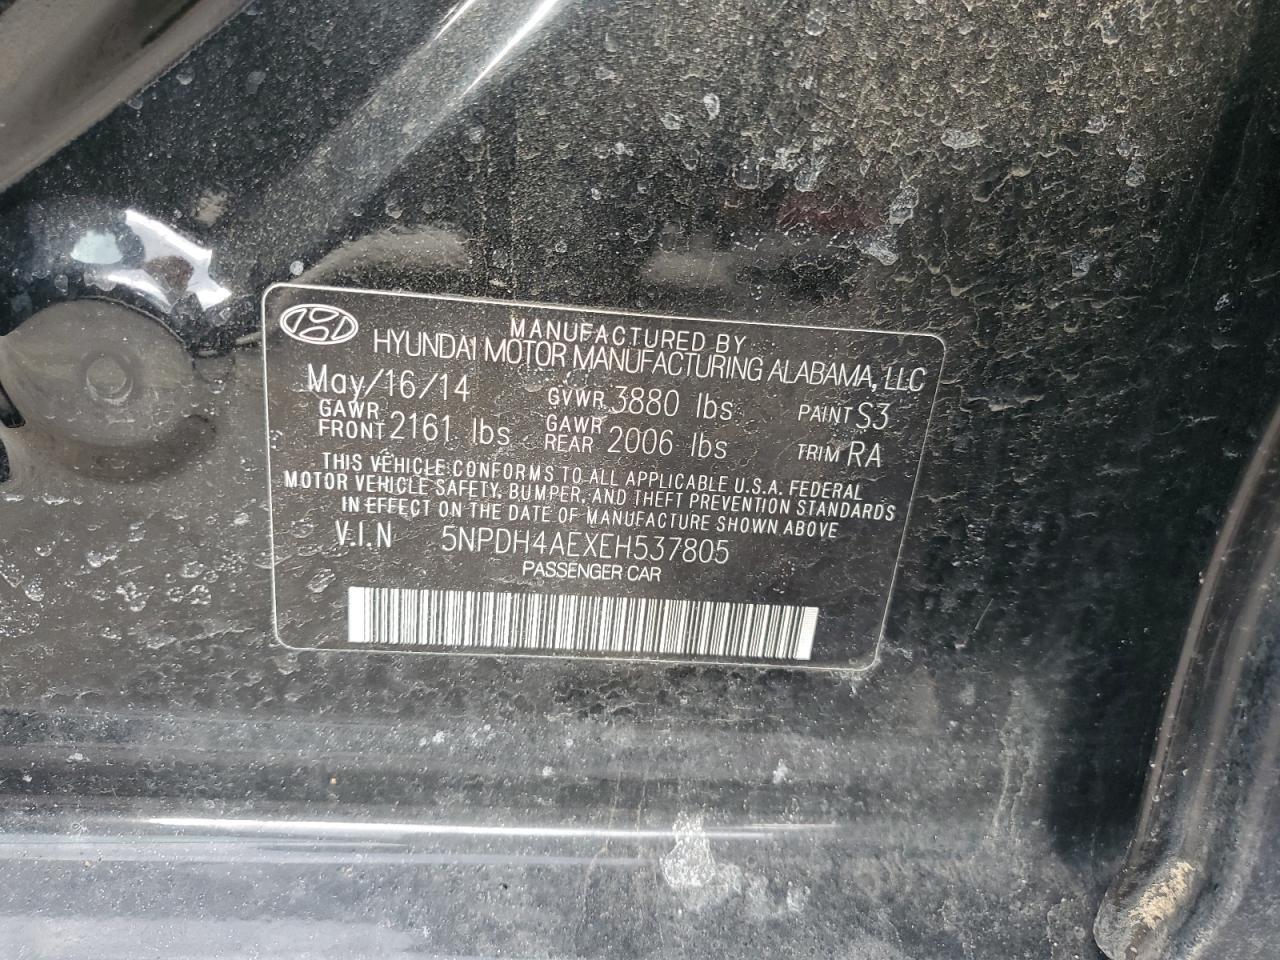 MANUFACTURED BY
HYUNDAI MOTOR MANUFACTURING ALABAMA, LLC
May/16/14 GVWR 3880 lbs PAINT S3
GAWR FRONT 2161 lbs GAWR REAR 2006 lbs TRIM RA
THIS VEHICLE CONFORMS TO ALL APPLICABLE U.S.A. FEDERAL
MOTOR VEHICLE SAFETY, BUMPER, AND THEFT PREVENTION STANDARDS
IN EFFECT ON THE DATE OF MANUFACTURE SHOWN ABOVE
V.I.N 5NPDH4AEXEH537805
PASSENGER CAR